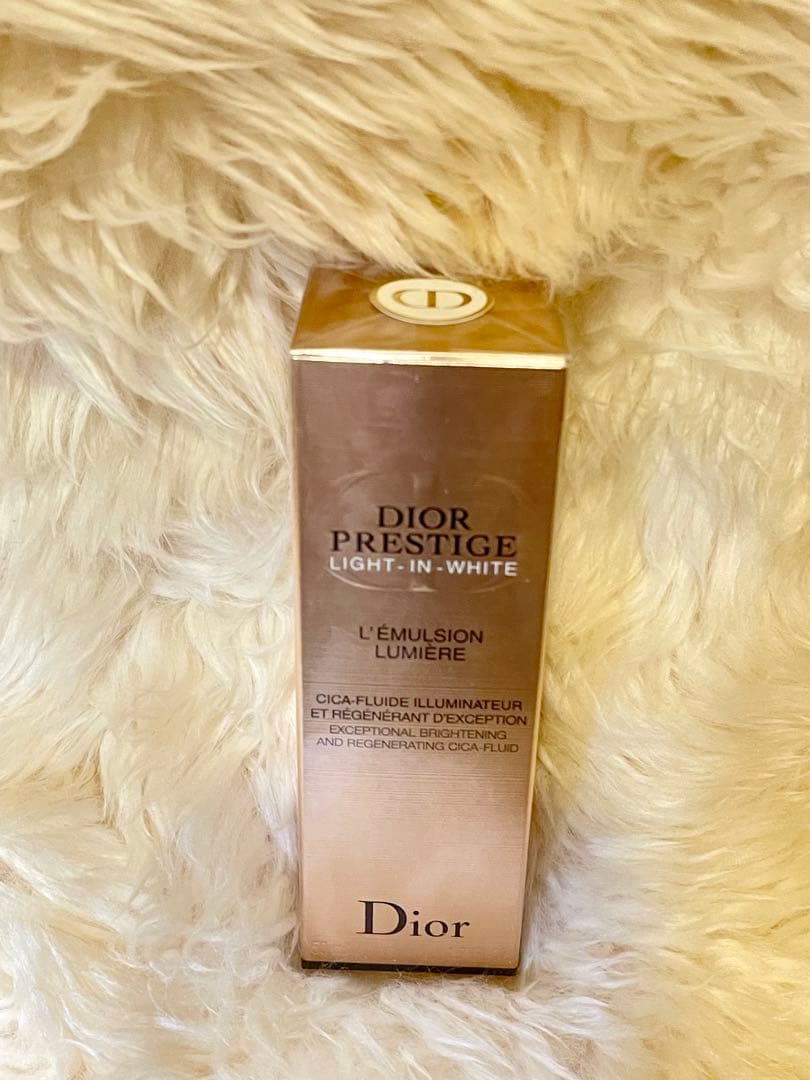 CD
DIOR
PRESTIGE
LIGHT-IN-WHITE
L'ÉMULSION
LUMIÈRE
CICA-FLUIDE ILLUMINATEUR
ET RÉGÉNÉRANT D'EXCEPTION
EXCEPTIONAL BRIGHTENING
AND REGENERATING CICA-FLUID
Dior